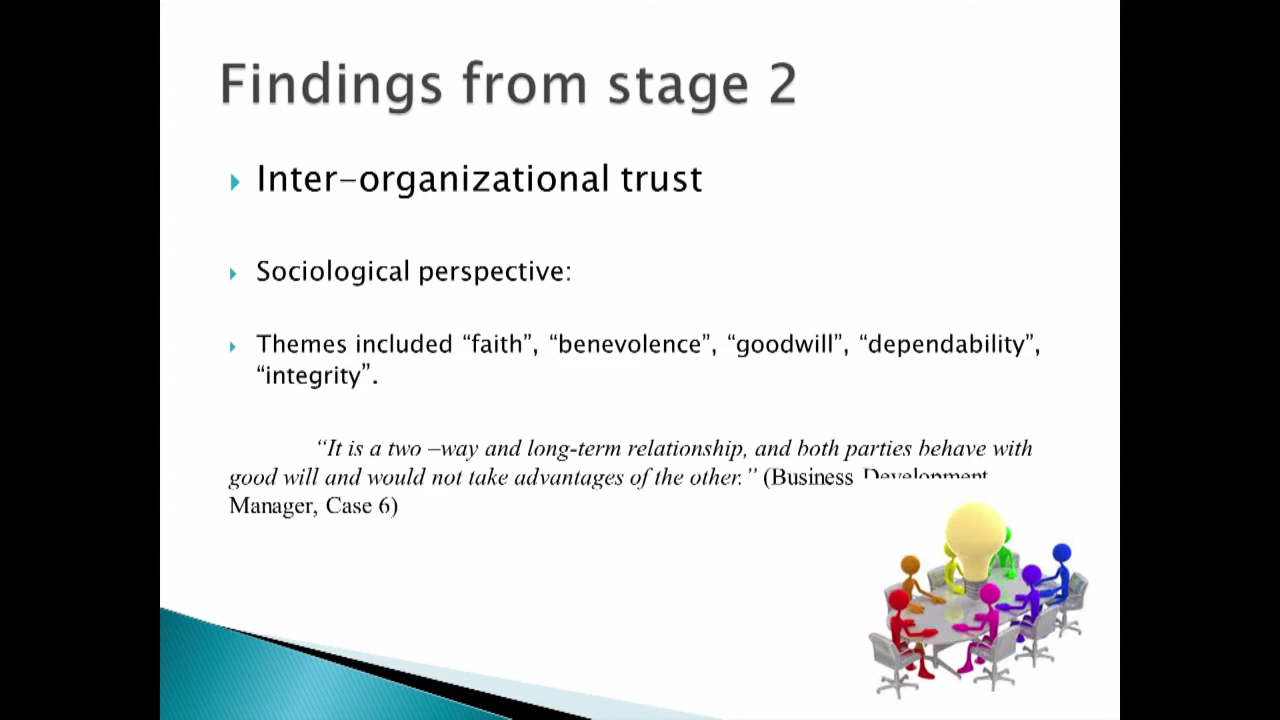 Findings from stage 2
Inter-organizational trust
Sociological perspective:
Themes included “faith”, “benevolence”, “goodwill”, “dependability”,
“integrity”.
“It is a two –way and long-term relationship, and both parties behave with
good will and would not take advantages of the other.” (Business Development
Manager, Case 6)